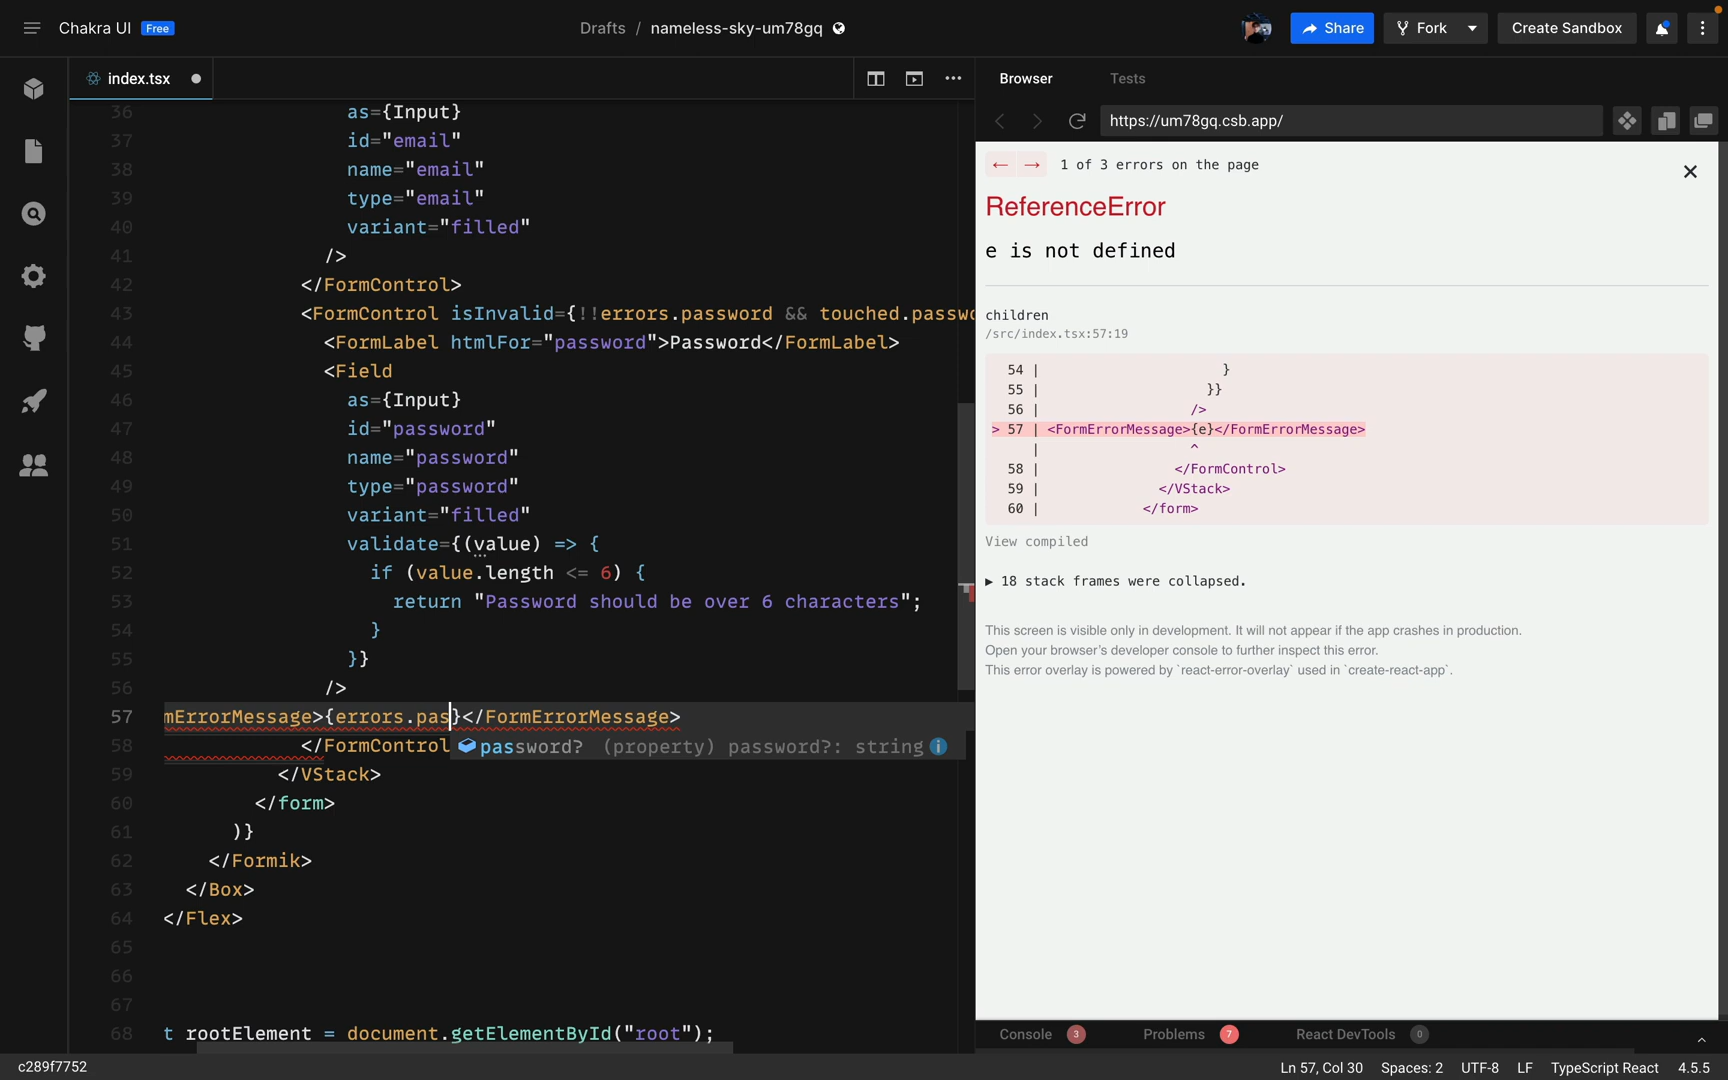 Chakra UI Free
Drafts / nameless-sky-um78gq
Share
Fork
Create Sandbox
index.tsx
36 as={Input}
37 id="email"
38 name="email"
39 type="email"
40 variant="filled"
41 />
42 </FormControl>
43 <FormControl isInvalid={!!errors.password && touched.passw
44 <FormLabel htmlFor="password">Password</FormLabel>
45 <Field
46 as={Input}
47 id="password"
48 name="password"
49 type="password"
50 variant="filled"
51 validate={(value) => {
52 if (value.length <= 6) {
53 return "Password should be over 6 characters";
54 }
55 }}
56 />
57 mErrorMessage>{errors.pas}</FormErrorMessage>
58 </FormControl
password? (property) password?: string
59 </VStack>
60 </form>
61 )}
62 </Formik>
63 </Box>
64 </Flex>
65
66
67
68 t rootElement = document.getElementById("root");
Browser
Tests
https://um78gq.csb.app/
← → 1 of 3 errors on the page
ReferenceError
e is not defined
children
/src/index.tsx:57:19
54 | }
55 | }}
56 | />
> 57 | <FormErrorMessage>{e}</FormErrorMessage>
| ^
58 | </FormControl>
59 | </VStack>
60 | </form>
View compiled
▶ 18 stack frames were collapsed.
This screen is visible only in development. It will not appear if the app crashes in production.
Open your browser’s developer console to further inspect this error.
This error overlay is powered by `react-error-overlay` used in `create-react-app`.
Console 3
Problems 7
React DevTools 0
c289f7752
Ln 57, Col 30
Spaces: 2
UTF-8
LF
TypeScript React
4.5.5